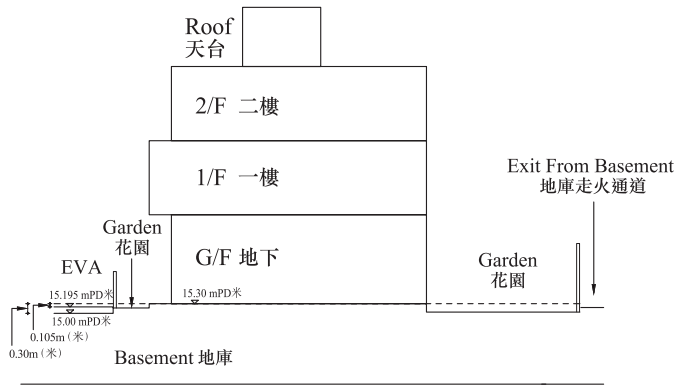 Roof
天台
2/F 二樓
1/F 一樓
Exit From Basement
地庫走火通道
Garden
花園
G/F 地下
Garden
花園
EVA
15.195 mPD米
15.30 mPD米
15.00 mPD米
0.105m (米)
0.30m (米)
Basement 地庫